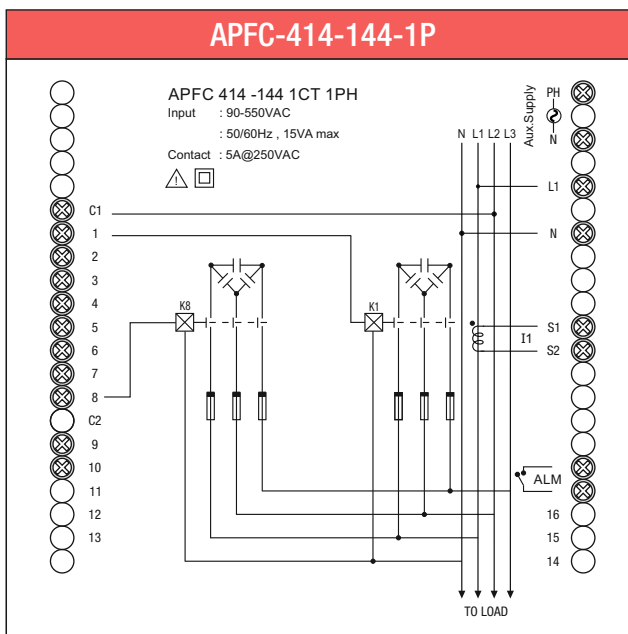 APFC-414-144-1P
APFC 414 -144 1CT 1PH
Input : 90-550VAC
: 50/60Hz , 15VA max
Contact : 5A@250VAC
N L1 L2 L3
Aux.Supply
PH
N
L1
N
S1
I1
S2
ALM
16
15
14
C1
1
2
3
4
5
6
7
8
C2
9
10
11
12
13
K8
K1
TO LOAD